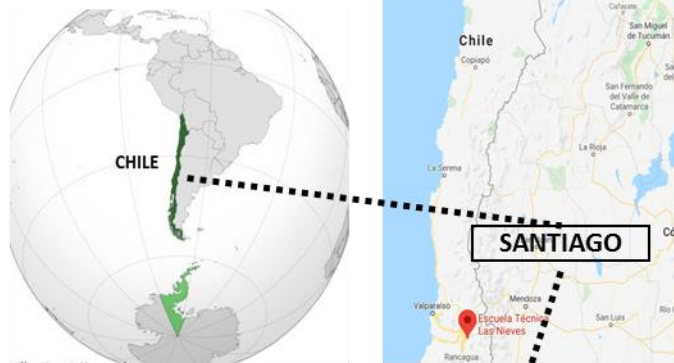 CHILE
Chile
Cafayate
San Miguel
de Tucumán
Copiapó
San Fernando
del Valle de
Catamarca
La Rioja
La Serena
SANTIAGO
Valparaíso
Mendoza
Escuela Técnica
Las Nieves
San Luis
Rancagua